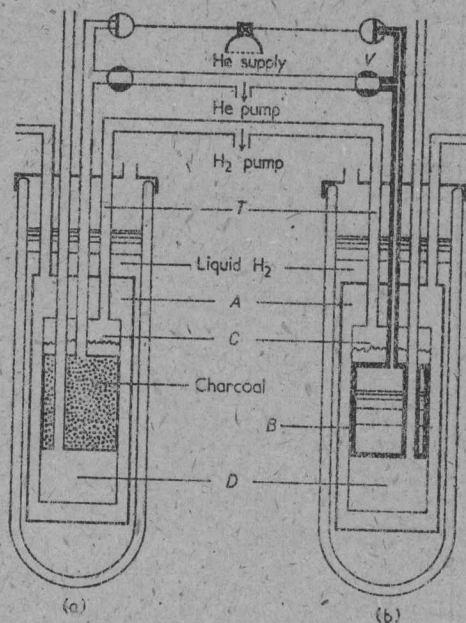 He supply
V
He pump
H₂ pump
T
Liquid H₂
A
C
Charcoal
B
D
(a)
(b)